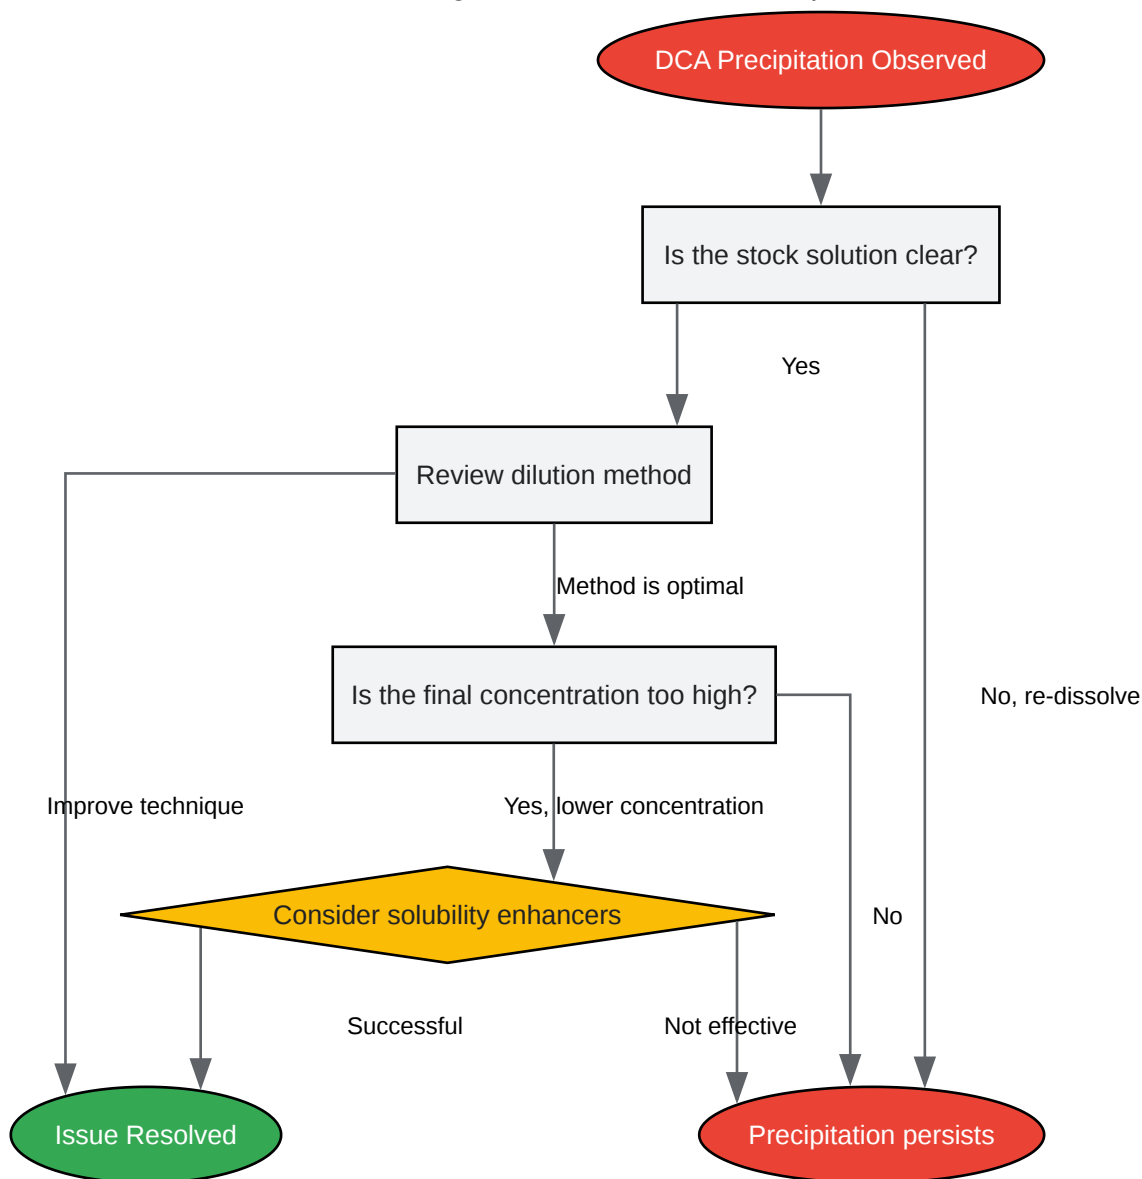 DCA Precipitation Observed
Is the stock solution clear?
Yes
Review dilution method
Method is optimal
Is the final concentration too high?
No, re-dissolve
Improve technique
Yes, lower concentration
Consider solubility enhancers
No
Successful
Not effective
Issue Resolved
Precipitation persists